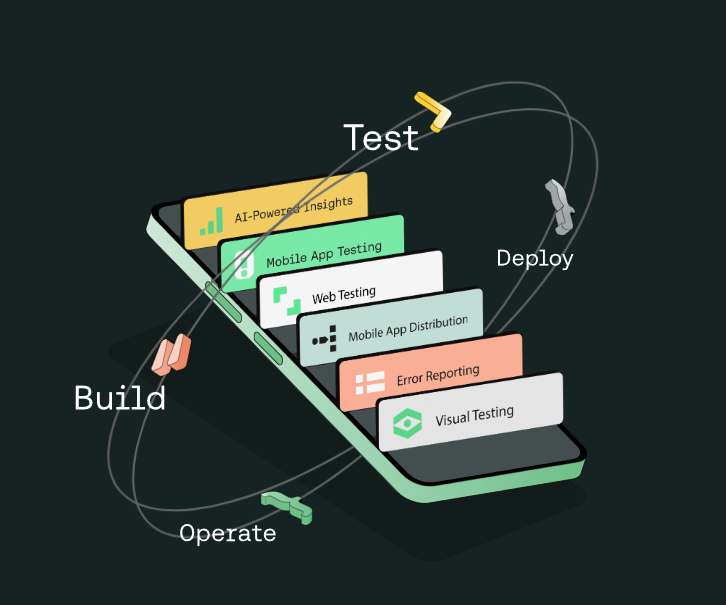 Test
AI-Powered Insights
Mobile App Testing
Deploy
Web Testing
Mobile App Distribution
Error Reporting
Build
Visual Testing
Operate